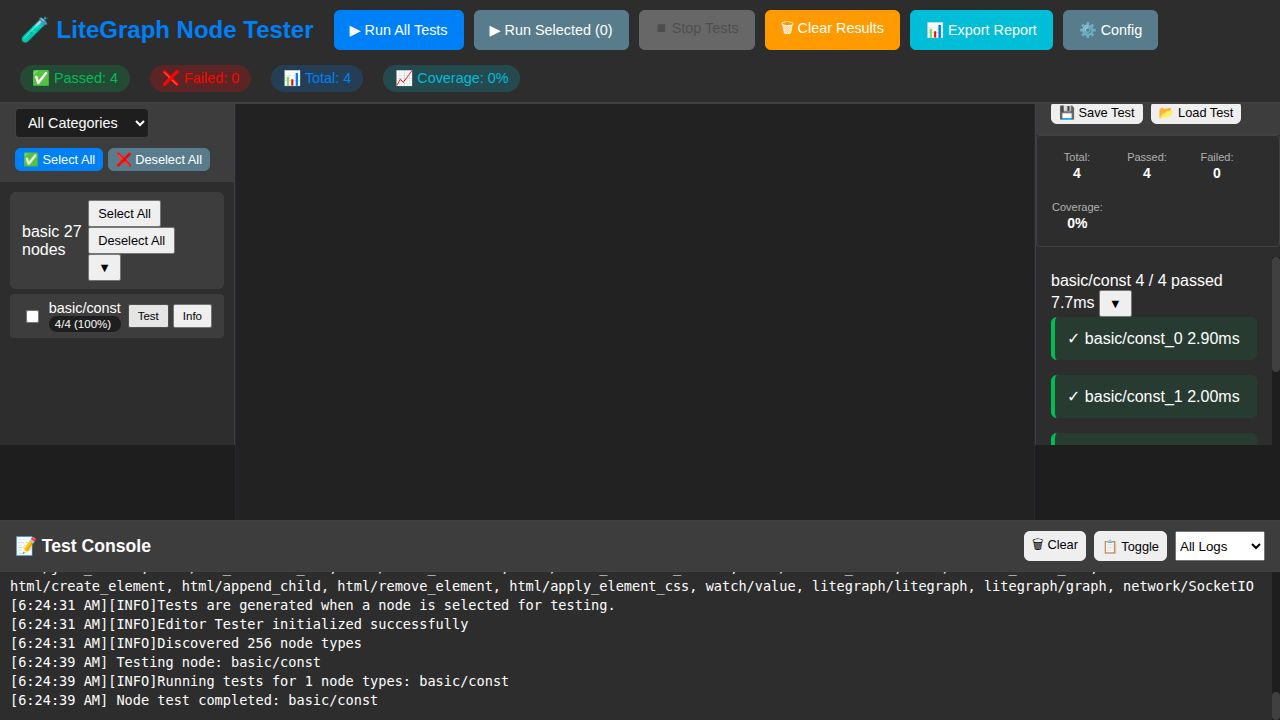 🧪 LiteGraph Node Tester
▶ Run All Tests
▶ Run Selected (0)
⏹ Stop Tests
🗑 Clear Results
📊 Export Report
⚙️ Config
✅ Passed: 4
❌ Failed: 0
📊 Total: 4
📈 Coverage: 0%
All Categories
✅ Select All
❌ Deselect All
basic 27
nodes
Select All
Deselect All
▼
basic/const
4/4 (100%)
Test
Info
💾 Save Test
📂 Load Test
Total:
4
Passed:
4
Failed:
0
Coverage:
0%
basic/const 4 / 4 passed
7.7ms ▼
✓ basic/const_0 2.90ms
✓ basic/const_1 2.00ms
📝 Test Console
🗑 Clear
📋 Toggle
All Logs
html/create_element, html/append_child, html/remove_element, html/apply_element_css, watch/value, litegraph/litegraph, litegraph/graph, network/SocketIO
[6:24:31 AM][INFO]Tests are generated when a node is selected for testing.
[6:24:31 AM][INFO]Editor Tester initialized successfully
[6:24:31 AM][INFO]Discovered 256 node types
[6:24:39 AM] Testing node: basic/const
[6:24:39 AM][INFO]Running tests for 1 node types: basic/const
[6:24:39 AM] Node test completed: basic/const